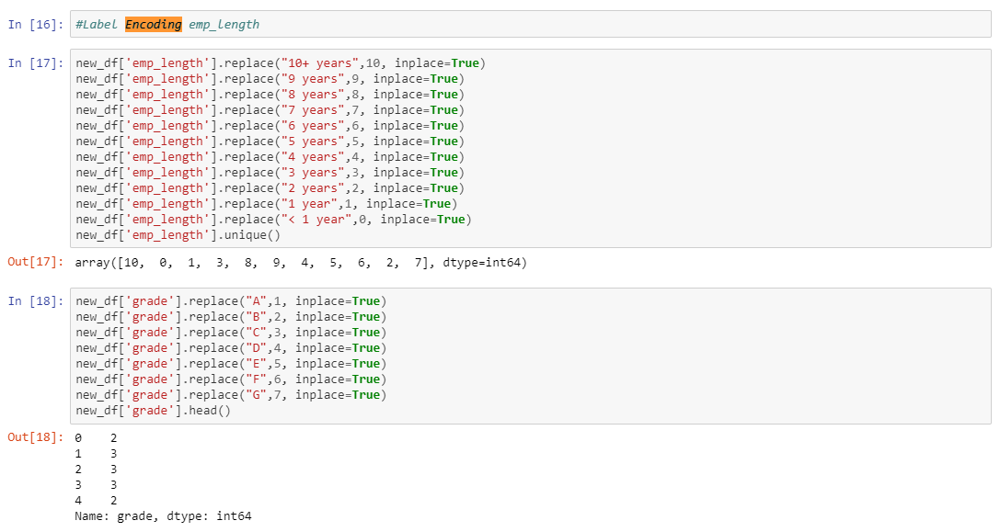 In [16]: #Label Encoding emp_length
In [17]: new_df['emp_length'].replace("10+ years",10, inplace=True)
new_df['emp_length'].replace("9 years",9, inplace=True)
new_df['emp_length'].replace("8 years",8, inplace=True)
new_df['emp_length'].replace("7 years",7, inplace=True)
new_df['emp_length'].replace("6 years",6, inplace=True)
new_df['emp_length'].replace("5 years",5, inplace=True)
new_df['emp_length'].replace("4 years",4, inplace=True)
new_df['emp_length'].replace("3 years",3, inplace=True)
new_df['emp_length'].replace("2 years",2, inplace=True)
new_df['emp_length'].replace("1 year",1, inplace=True)
new_df['emp_length'].replace("< 1 year",0, inplace=True)
new_df['emp_length'].unique()
Out[17]: array([10,  0,  1,  3,  8,  9,  4,  5,  6,  2,  7], dtype=int64)
In [18]: new_df['grade'].replace("A",1, inplace=True)
new_df['grade'].replace("B",2, inplace=True)
new_df['grade'].replace("C",3, inplace=True)
new_df['grade'].replace("D",4, inplace=True)
new_df['grade'].replace("E",5, inplace=True)
new_df['grade'].replace("F",6, inplace=True)
new_df['grade'].replace("G",7, inplace=True)
new_df['grade'].head()
Out[18]: 0    2
1    3
2    3
3    3
4    2
Name: grade, dtype: int64